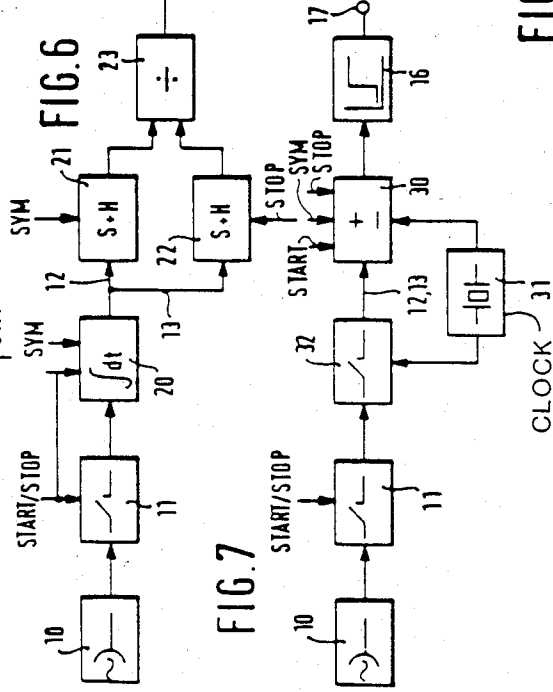 FIG.6
START/STOP
SYM
SYM
10
11
∫dt
20
12
13
S+H
21
S+H
22
÷
23
STOP
FIG.7
START/STOP
10
11
32
12,13
START
SYM
STOP
+
−
30
31
CLOCK
16
17
FIG